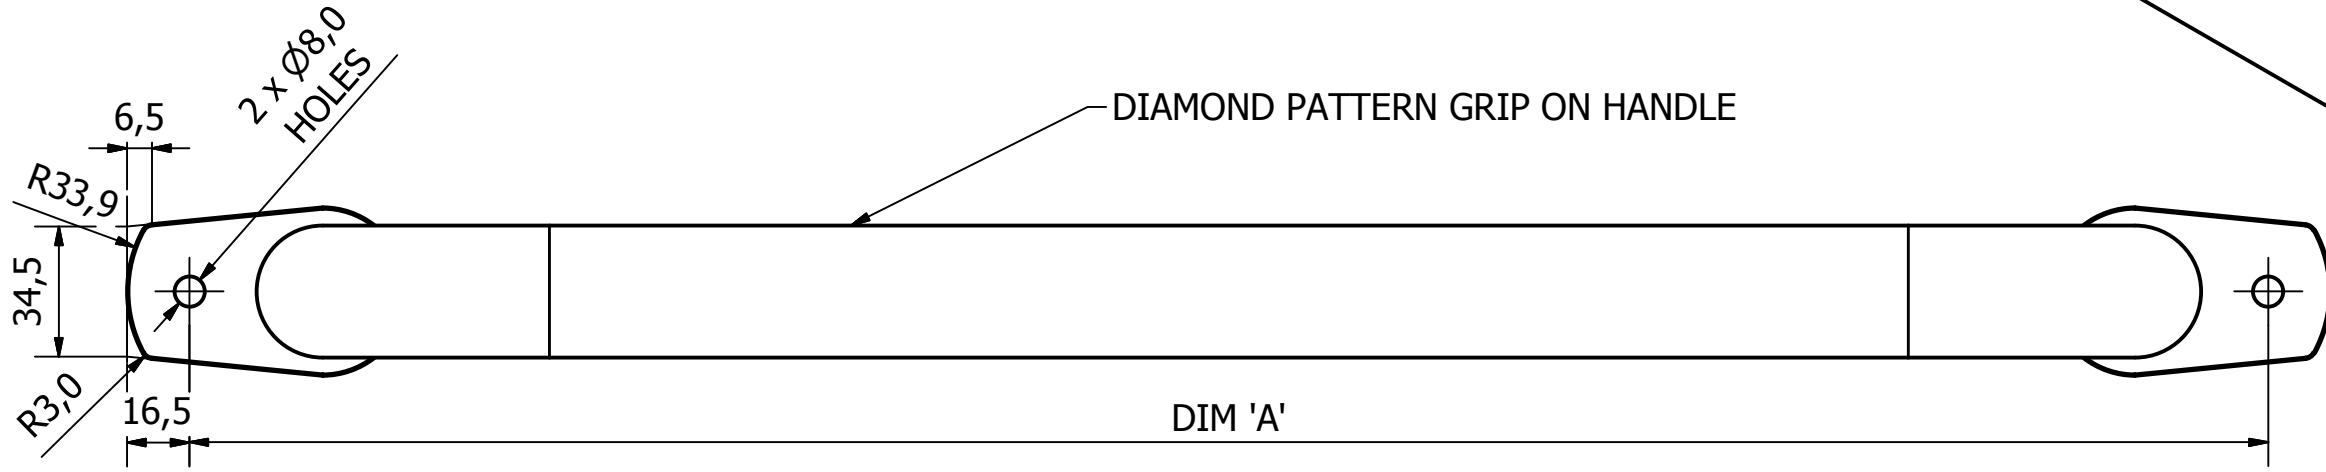 2 x Ø8,0
HOLES
6,5
DIAMOND PATTERN GRIP ON HANDLE
R33,9
34,5
R3,0
16,5
DIM 'A'